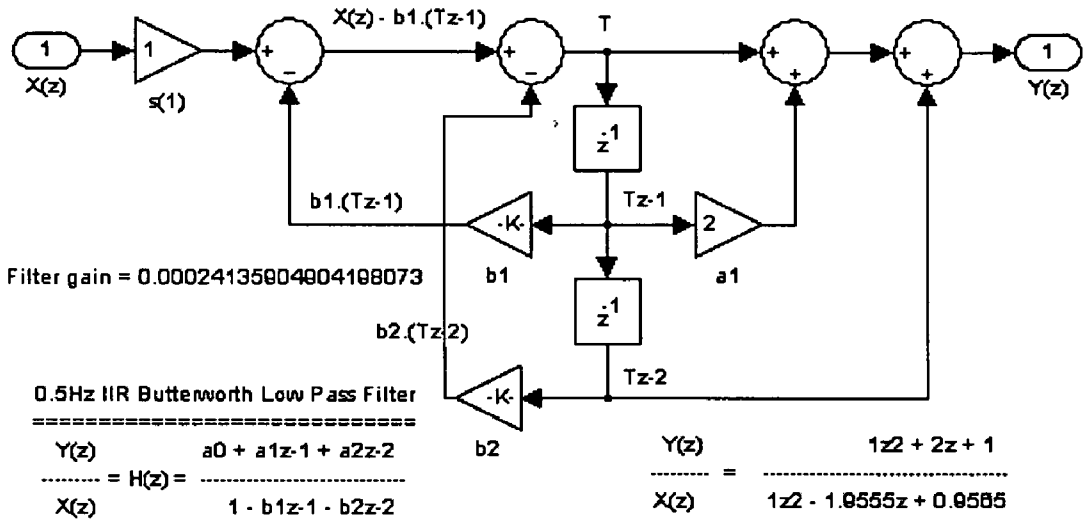 X(z) - b1.(Tz-1)
T
1
X(z)
1
s(1)
+
−
+
−
+
+
+
+
1
Y(z)
z-1
b1.(Tz-1)
-K-
b1
Tz-1
2
a1
Filter gain = 0.00024135904904198073
z-1
b2.(Tz-2)
Tz-2
-K-
b2
0.5Hz IIR Butterworth Low Pass Filter
==============================
Y(z) a0 + a1z-1 + a2z-2
--------- = H(z) = ----------------------------
X(z) 1 - b1z-1 - b2z-2
Y(z) 1z2 + 2z + 1
--------- = ----------------------------------
X(z) 1z2 - 1.9555z + 0.9565